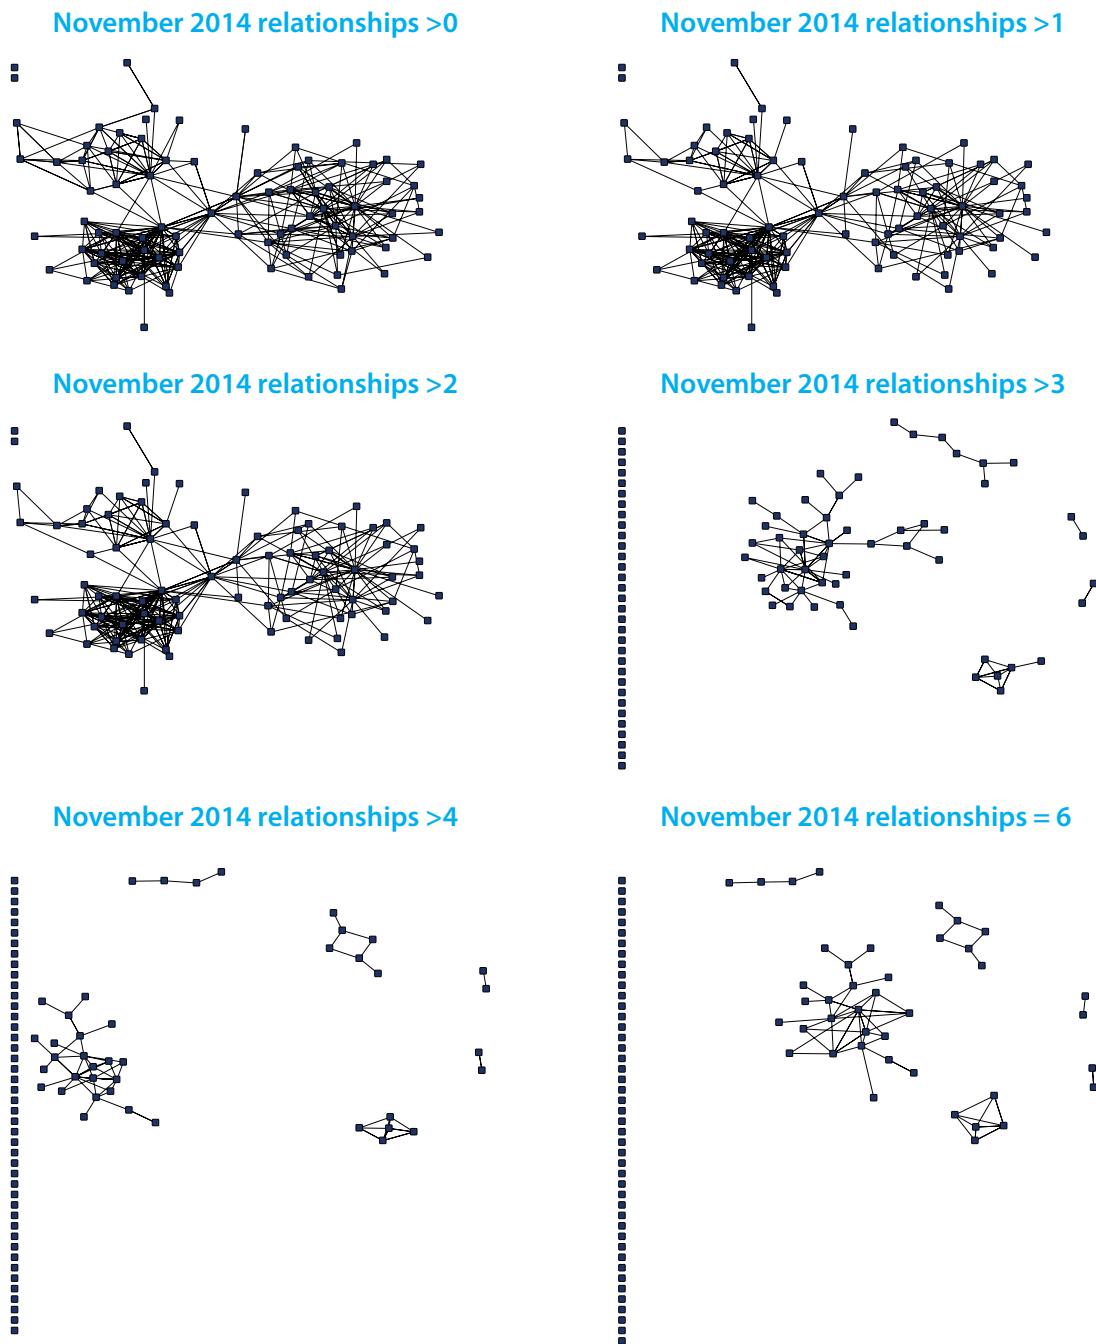 November 2014 relationships >0
November 2014 relationships >1
November 2014 relationships >2
November 2014 relationships >3
November 2014 relationships >4
November 2014 relationships = 6